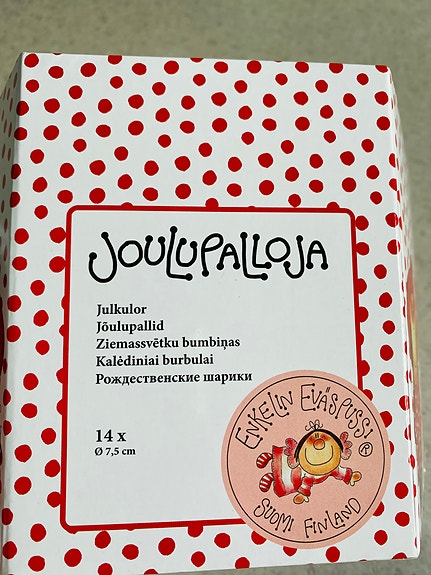 JOULUPALLOJA
Julkulor
Jõulupallid
Ziemassvētku bumbiņas
Kalėdiniai burbulai
Рождественские шарики
14 x
Ø 7,5 cm
ENKELIN EVÄSPUSSI
®
SUOMI FINLAND